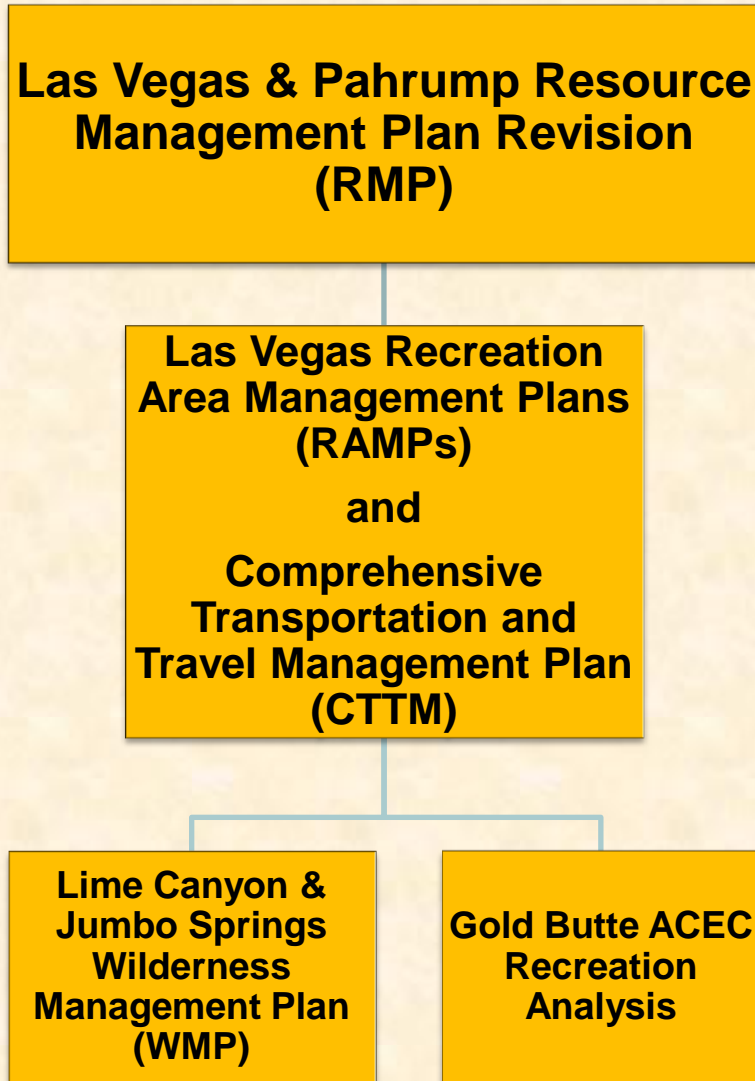 Las Vegas & Pahrump Resource
Management Plan Revision
(RMP)
Las Vegas Recreation
Area Management Plans
(RAMPs)
and
Comprehensive
Transportation and
Travel Management Plan
(CTTM)
Lime Canyon &
Jumbo Springs
Wilderness
Management Plan
(WMP)
Gold Butte ACEC
Recreation
Analysis